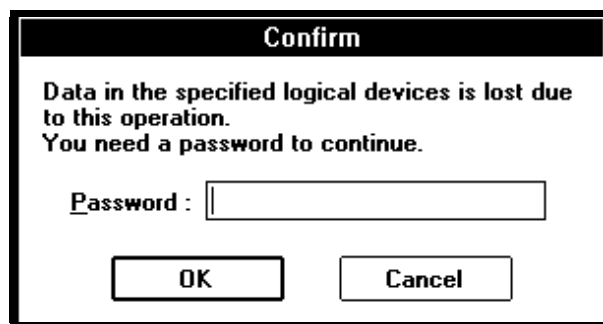 Confirm
Data in the specified logical devices is lost due
to this operation.
You need a password to continue.
Password :
OK Cancel